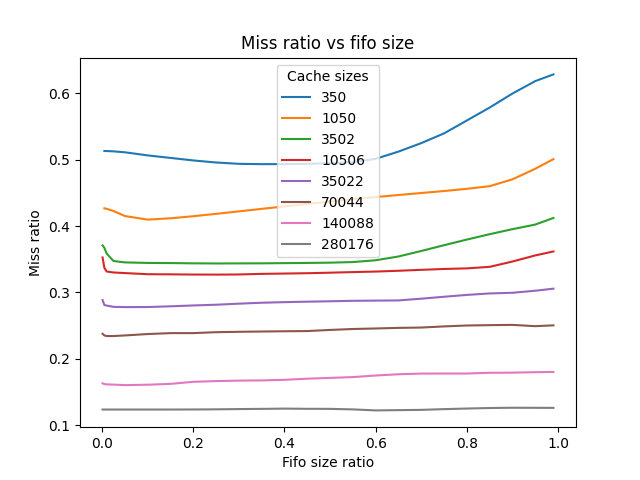 Miss ratio vs fifo size
Cache sizes
350
1050
3502
10506
35022
70044
140088
280176
0.6
0.5
0.4
0.3
0.2
0.1
Miss ratio
0.0 0.2 0.4 0.6 0.8 1.0
Fifo size ratio